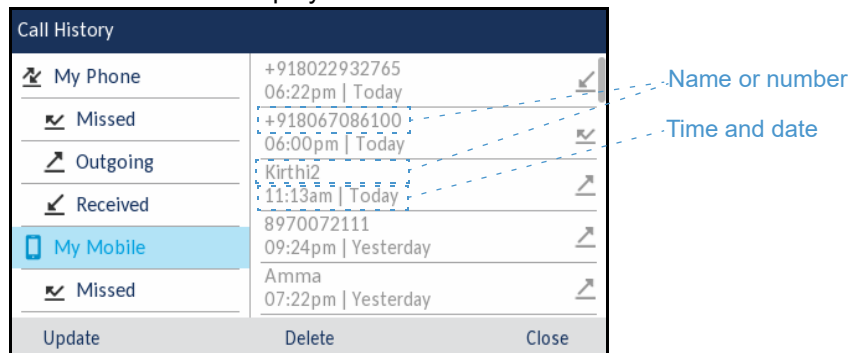 Call History
My Phone
Missed
Outgoing
Received
My Mobile
Missed
+918022932765
06:22pm | Today
+918067086100
06:00pm | Today
Kirthi2
11:13am | Today
8970072111
09:24pm | Yesterday
Amma
07:22pm | Yesterday
Update Delete Close
Name or number
Time and date